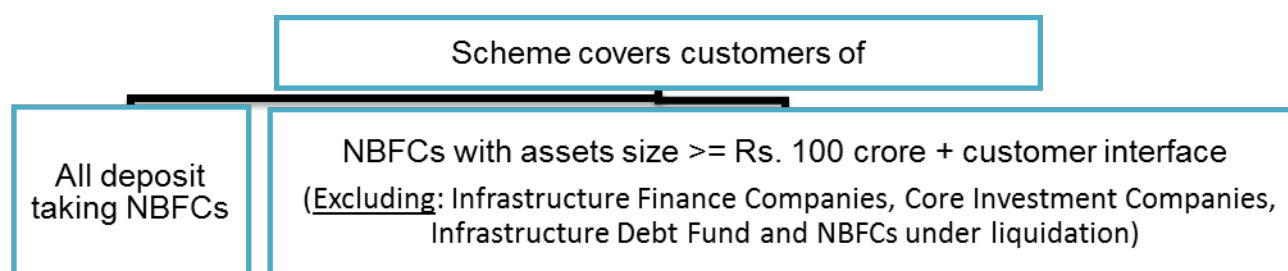 Scheme covers customers of
All deposit
taking NBFCs
NBFCs with assets size >= Rs. 100 crore + customer interface
(Excluding: Infrastructure Finance Companies, Core Investment Companies,
Infrastructure Debt Fund and NBFCs under liquidation)